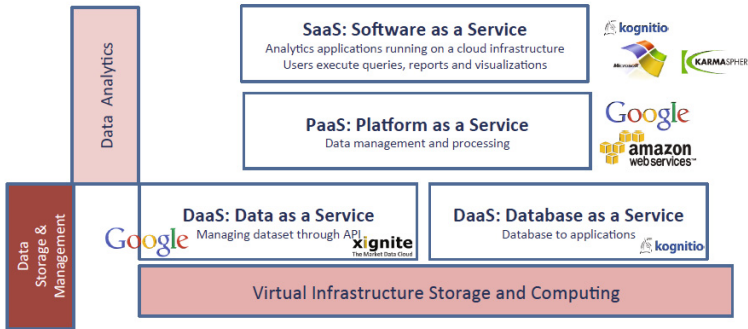 SaaS: Software as a Service
Analytics applications running on a cloud infrastructure
Users execute queries, reports and visualizations
kognitio
Microsoft
KARMASPHER
Data Analytics
PaaS: Platform as a Service
Data management and processing
Google
amazon
web services™
Data
Storage &
Management
DaaS: Data as a Service
Managing dataset through API
Google
xignite
The Market Data Cloud
DaaS: Database as a Service
Database to applications
kognitio
Virtual Infrastructure Storage and Computing